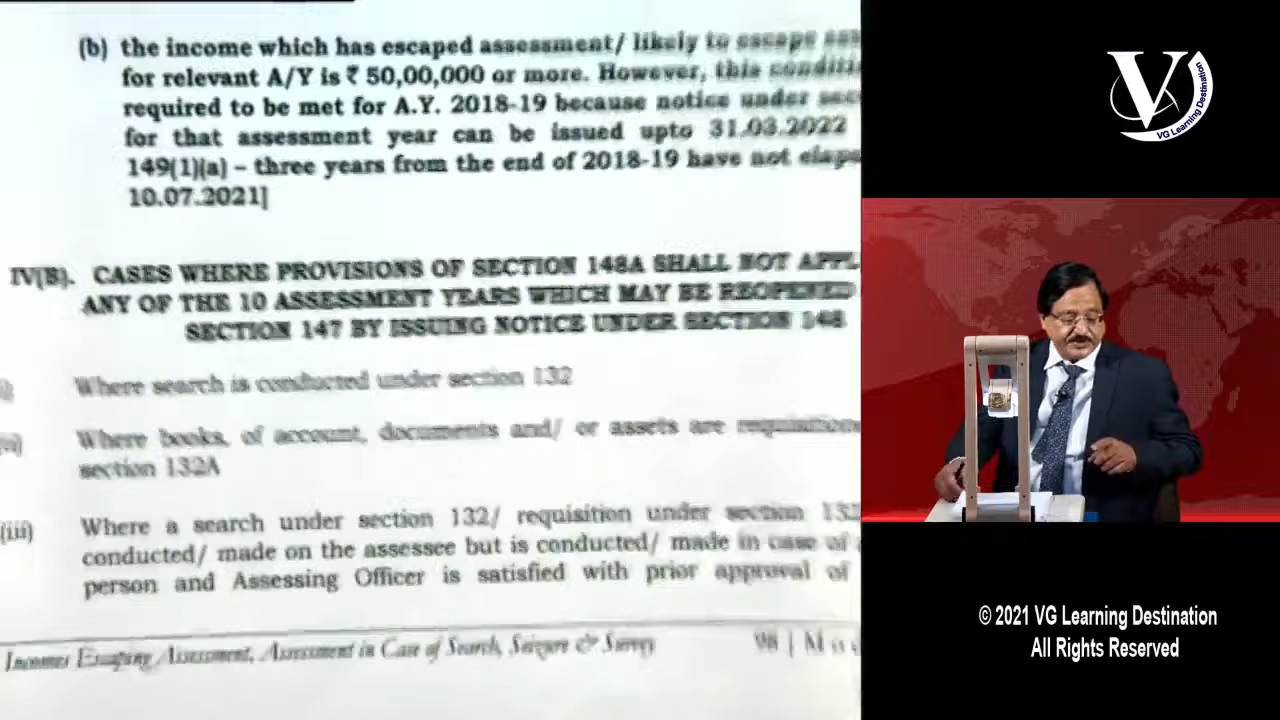 (b) the income which has escaped assessment/ likely to escape
for relevant A/Y is ₹ 50,00,000 or more. However, this conditi
required to be met for A.Y. 2018-19 because notice under sec
for that assessment year can be issued upto 31.03.2022
149(1)(a) – three years from the end of 2018-19 have not elap
10.07.2021]
IV(B). CASES WHERE PROVISIONS OF SECTION 148A SHALL NOT APPL
ANY OF THE 10 ASSESSMENT YEARS WHICH MAY BE REOPENED
SECTION 147 BY ISSUING NOTICE UNDER SECTION 148
Where search is conducted under section 132
Where books, of account, documents and/ or assets are requisition
section 132A
(iii) Where a search under section 132/ requisition under section 132
conducted/ made on the assessee but is conducted/ made in case of
person and Assessing Officer is satisfied with prior approval of
Incomes Escaping Assessment, Assessment in Case of Search, Seizure & Survey
98 |
V
VG Learning Destination
© 2021 VG Learning Destination
All Rights Reserved